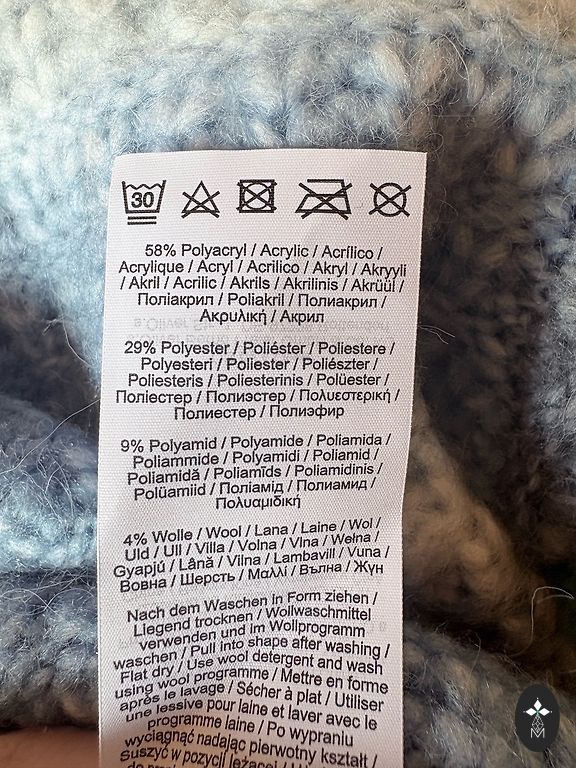 30
58% Polyacryl / Acrylic / Acrílico /
Acrylique / Acryl / Acrilico / Akryl / Akryyli
/ Akril / Acrilic / Akrils / Akrilinis / Akrüül /
Поліакрил / Poliakril / Полиакрил /
Ακρυλική / Акрил
29% Polyester / Poliéster / Poliestere /
Polyesteri / Poliester / Poliészter /
Poliesteris / Poliesterinis / Polüester /
Поліестер / Полиэстер / Πολυεστερική /
Полиестер / Полиэфир
9% Polyamid / Polyamide / Poliamida /
Poliammide / Polyamidi / Poliamid /
Poliamidă / Poliamīds / Poliamidinis /
Polüamiid / Поліамід / Полиамид /
Πολυαμιδική
4% Wolle / Wool / Lana / Laine / Wol /
Uld / Ull / Villa / Volna / Vlna / Wełna /
Gyapjú / Lână / Vilna / Lambavill / Vuna /
Вовна / Шерсть / Μαλλί / Вълна / Жүн
Nach dem Waschen in Form ziehen /
Liegend trocknen / Wollwaschmittel
verwenden und im Wollprogramm
waschen / Pull into shape after washing /
Flat dry / Use wool detergent and wash
using wool programme / Mettre en forme
après le lavage / Sécher à plat / Utiliser
une lessive pour laine et laver avec le
programme laine / Po wypraniu
wyciągnąć nadając pierwotny kształt /
Suszyć w pozycji leżącej /
M